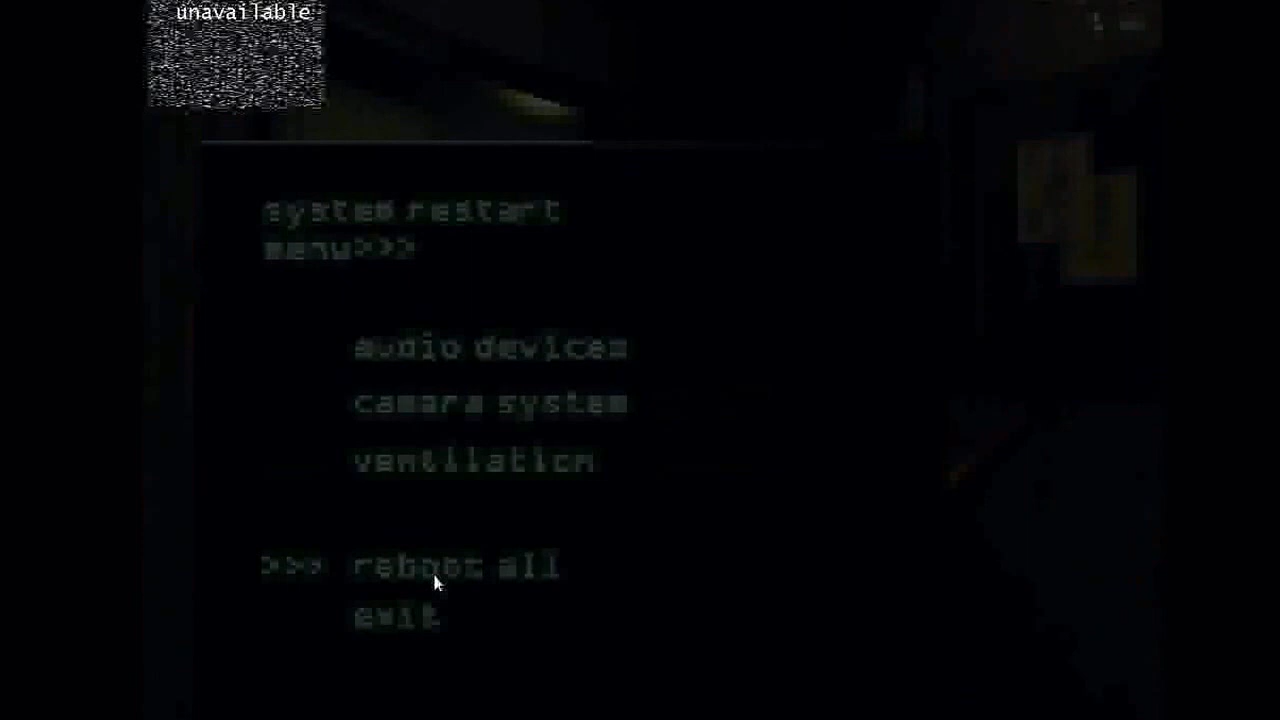 unavailable
system restart
menu>>>
audio devices
camera system
ventilation
>>> reboot all
exit